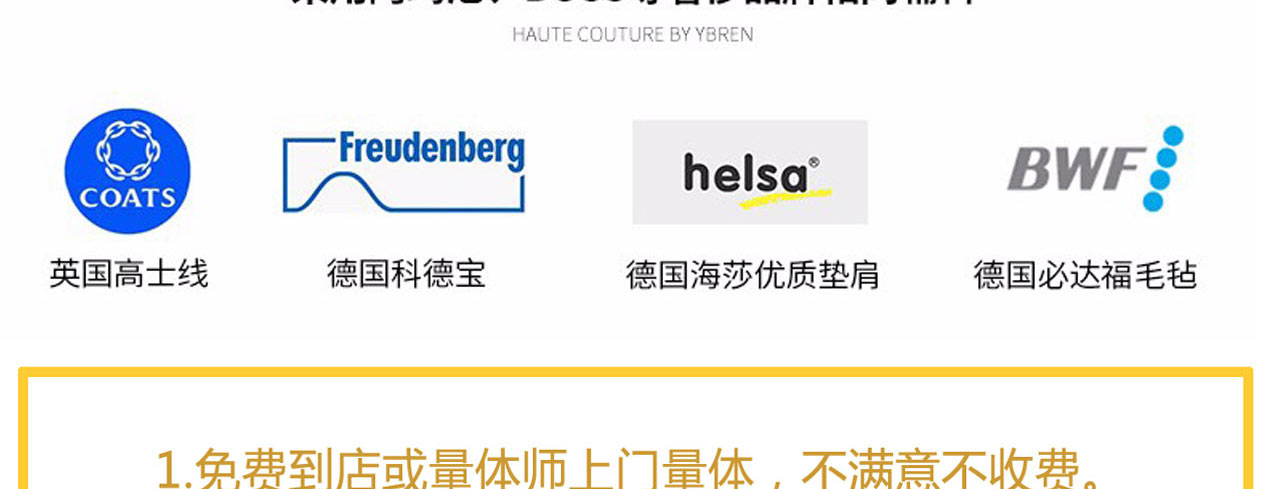 HAUTE COUTURE BY YBREN
COATS
Freudenberg
helsa®
BWF
英国高士线
德国科德宝
德国海莎优质垫肩
德国必达福毛毡
1.免费到店或量体师上门量体，不满意不收费。